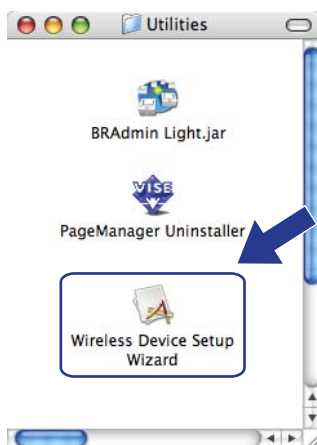 Utilities
BRAdmin Light.jar
VISE
PageManager Uninstaller
Wireless Device Setup
Wizard